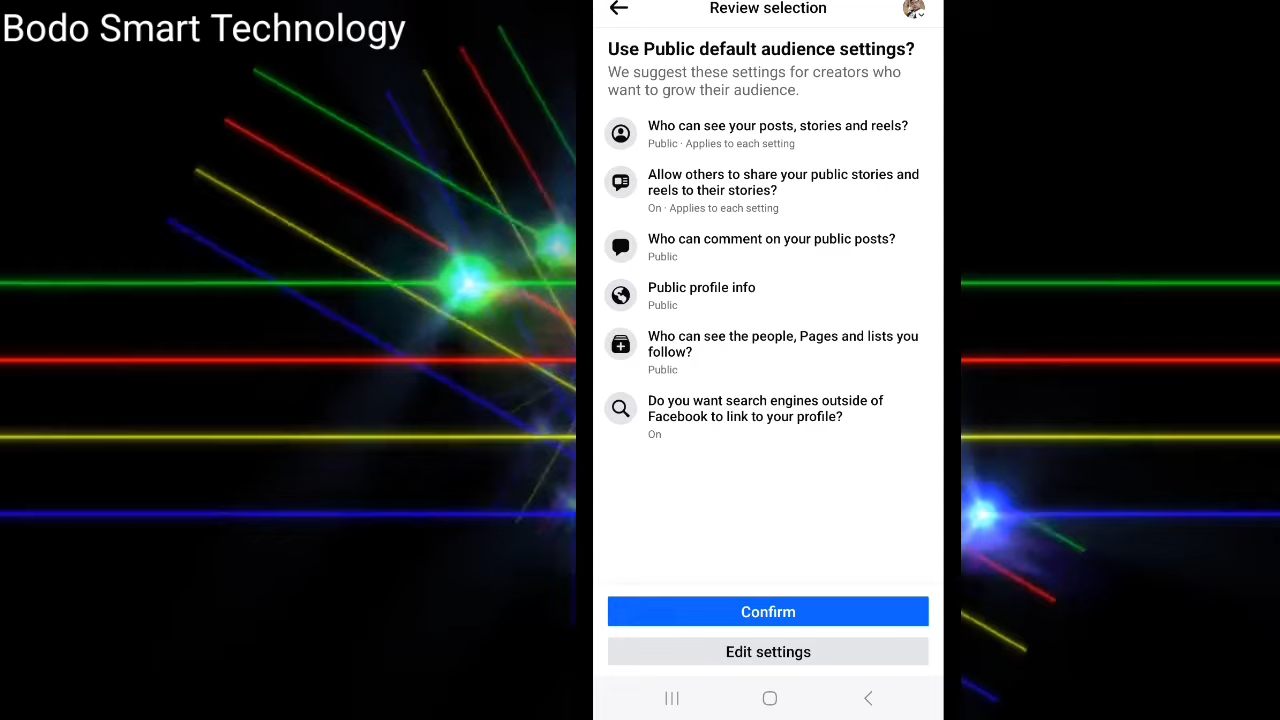 Bodo Smart Technology
Review selection
Use Public default audience settings?
We suggest these settings for creators who
want to grow their audience.
Who can see your posts, stories and reels?
Public · Applies to each setting
Allow others to share your public stories and
reels to their stories?
On · Applies to each setting
Who can comment on your public posts?
Public
Public profile info
Public
Who can see the people, Pages and lists you
follow?
Public
Do you want search engines outside of
Facebook to link to your profile?
On
Confirm
Edit settings